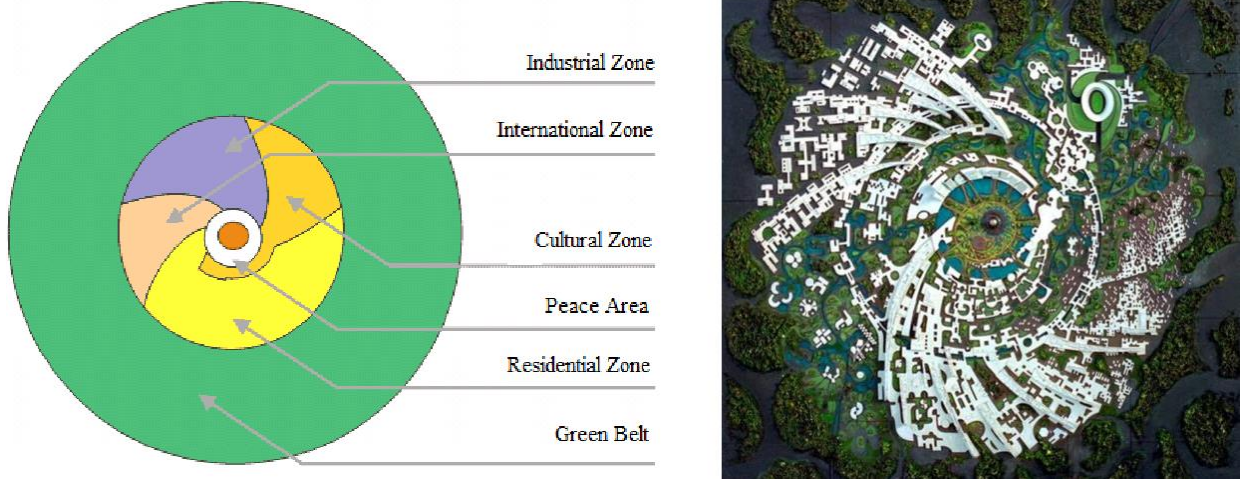 Industrial Zone
International Zone
Cultural Zone
Peace Area
Residential Zone
Green Belt